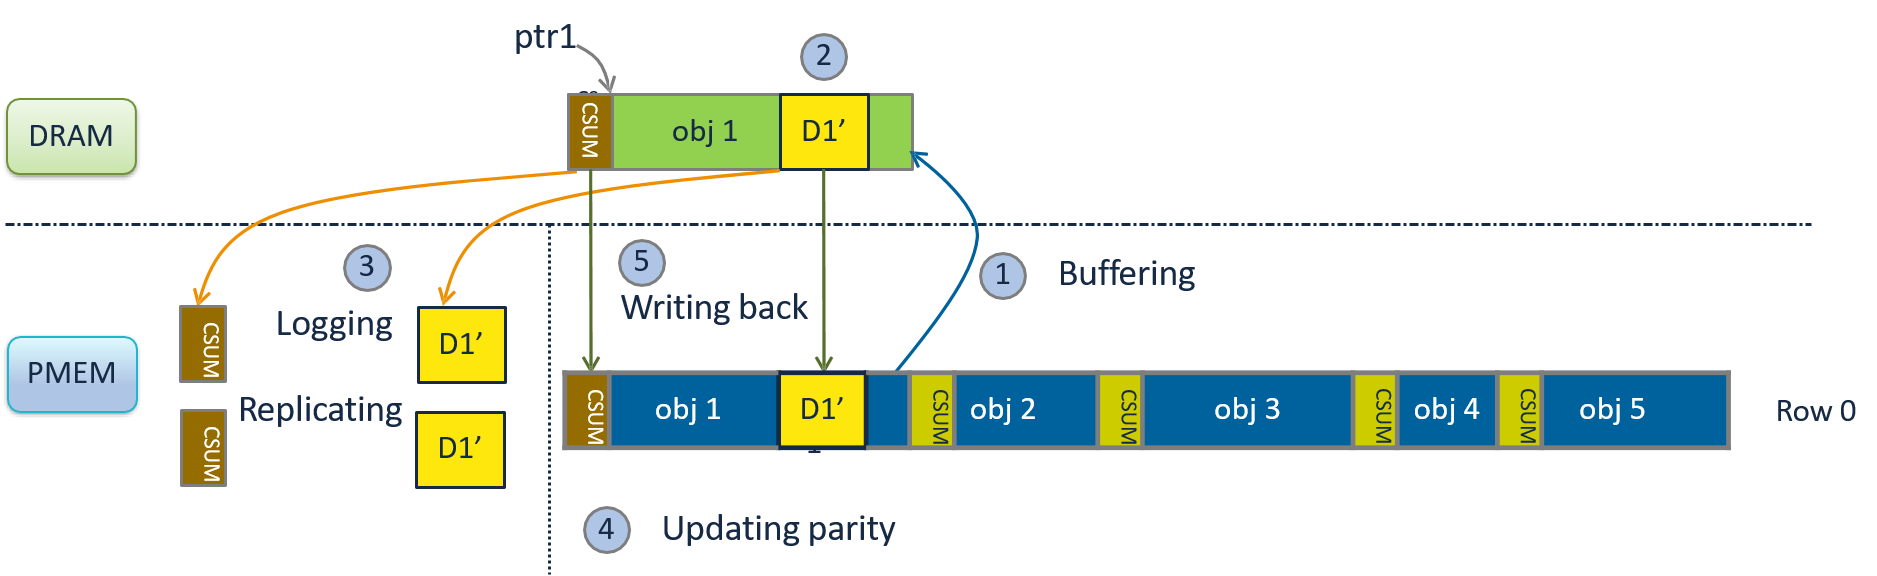 ptr1
2
CSUM
obj 1
D1’
DRAM
3
5
1
Buffering
Logging
Writing back
CSUM
D1’
PMEM
Replicating
CSUM
D1’
CSUM
obj 1
D1’
CSUM
obj 2
CSUM
obj 3
CSUM
obj 4
CSUM
obj 5
Row 0
4
Updating parity